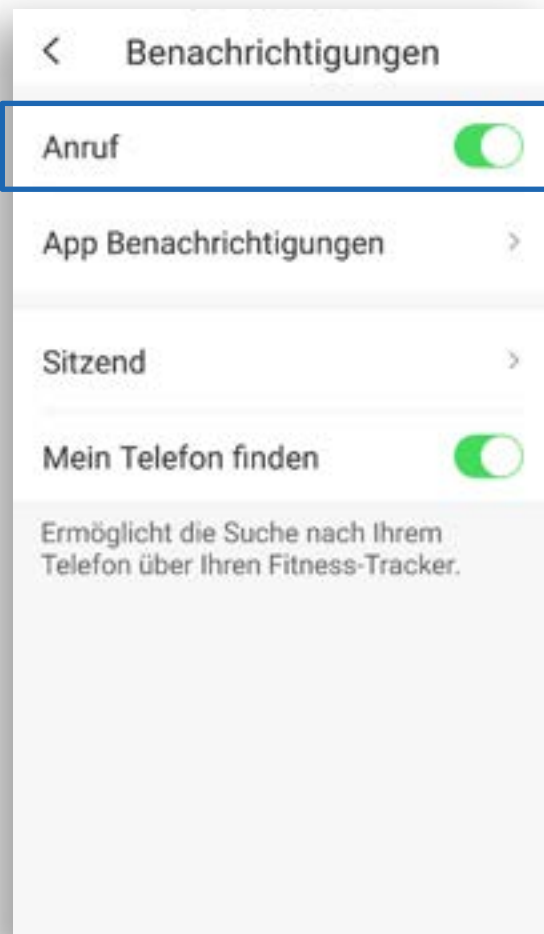 Benachrichtigungen
Anruf
App Benachrichtigungen
Sitzend
Mein Telefon finden
Ermöglicht die Suche nach Ihrem
Telefon über Ihren Fitness-Tracker.